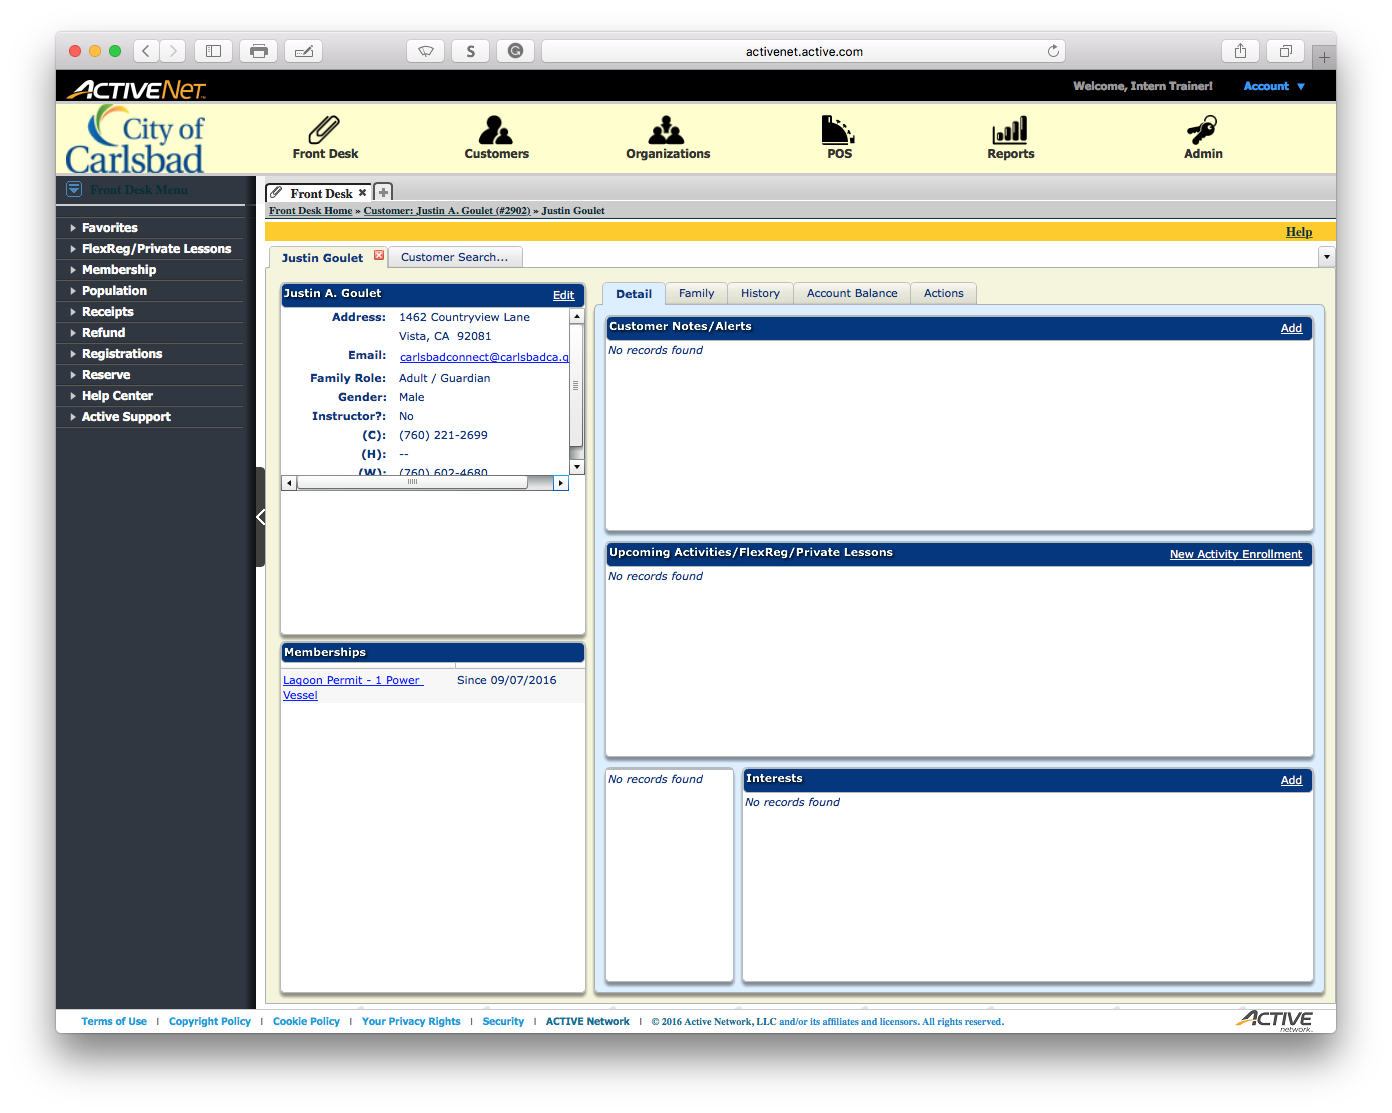 S
activenet.active.com
ACTIVENET
Welcome, Intern Trainer!
Account
City of
Carlsbad
Front Desk
Customers
Organizations
POS
Reports
Admin
Front Desk Menu
Favorites
FlexReg/Private Lessons
Membership
Population
Receipts
Refund
Registrations
Reserve
Help Center
Active Support
Front Desk
Front Desk Home » Customer: Justin A. Goulet (#2902) » Justin Goulet
Help
Justin Goulet
Customer Search...
Justin A. Goulet
Edit
Address: 1462 Countryview Lane
Vista, CA 92081
Email: carlsbadconnect@carlsbadca.g
Family Role: Adult / Guardian
Gender: Male
Instructor?: No
(C): (760) 221-2699
(H): --
(W): (760) 602-4680
Memberships
Lagoon Permit - 1 Power Since 09/07/2016
Vessel
Detail
Family
History
Account Balance
Actions
Customer Notes/Alerts
Add
No records found
Upcoming Activities/FlexReg/Private Lessons
New Activity Enrollment
No records found
No records found
Interests
Add
No records found
Terms of Use | Copyright Policy | Cookie Policy | Your Privacy Rights | Security | ACTIVE Network | © 2016 Active Network, LLC and/or its affiliates and licensors. All rights reserved.
ACTIVE
network